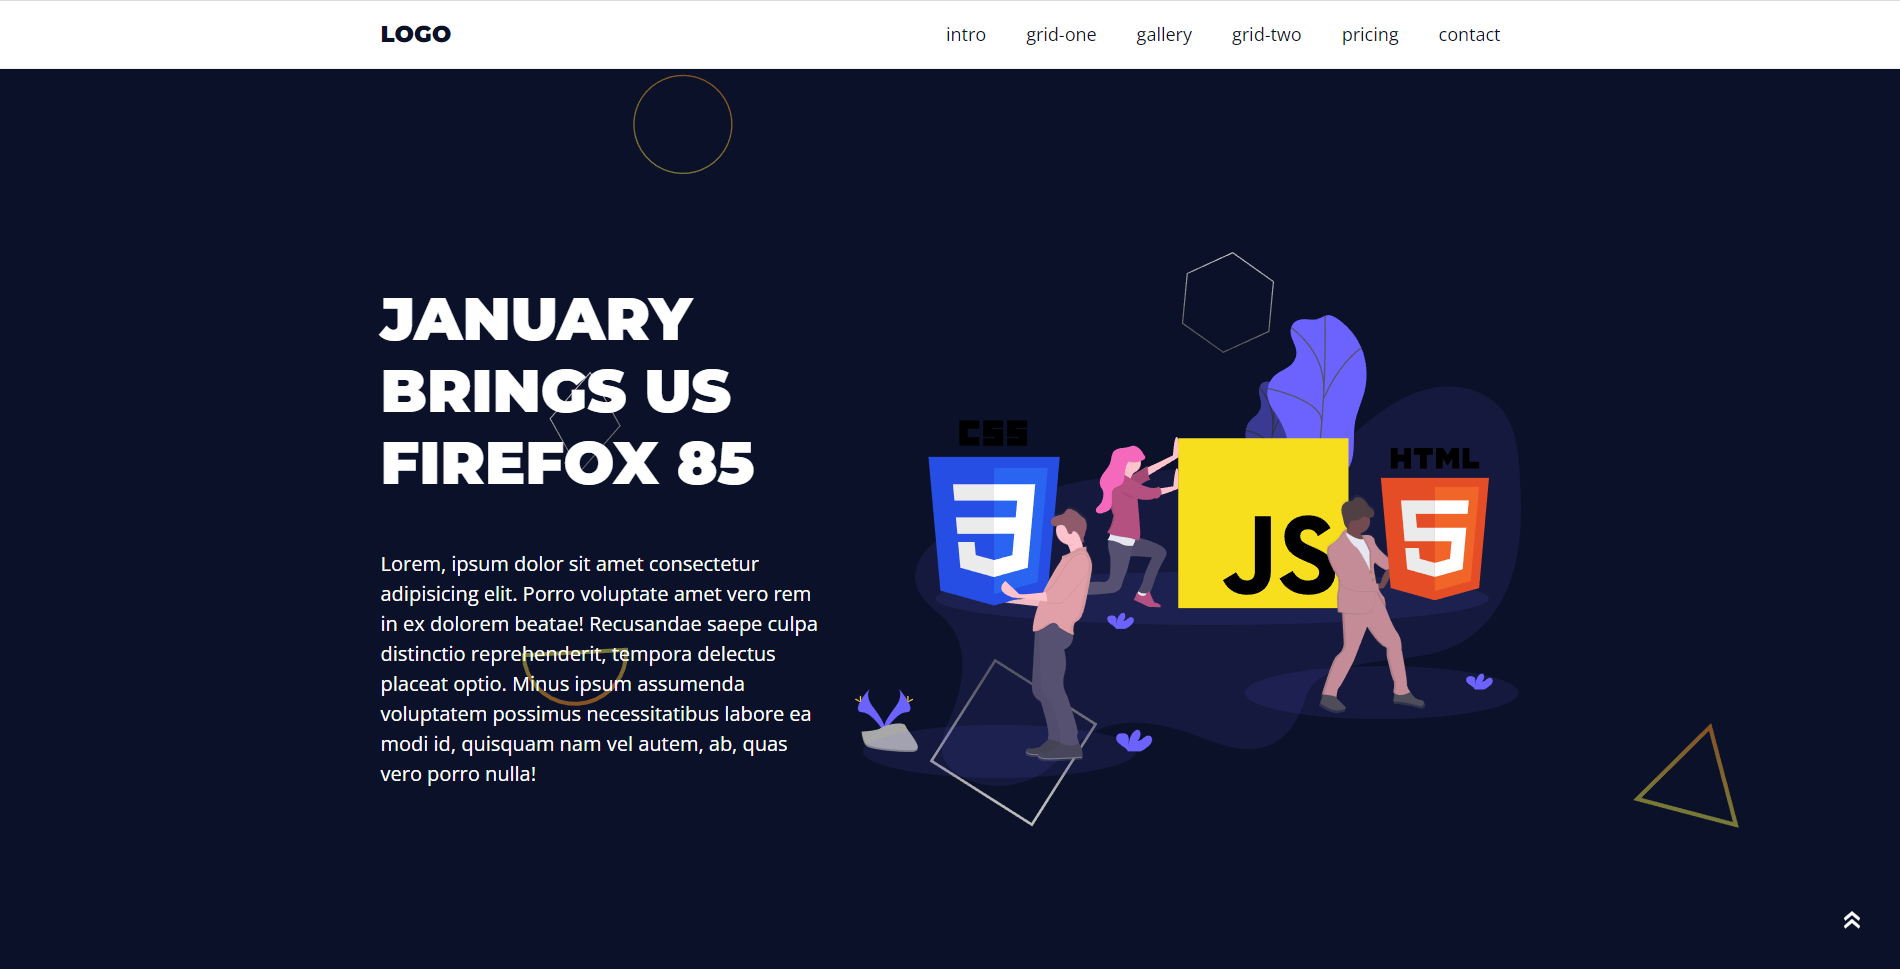 LOGO
intro grid-one gallery grid-two pricing contact
JANUARY
BRINGS US
FIREFOX 85
Lorem, ipsum dolor sit amet consectetur
adipisicing elit. Porro voluptate amet vero rem
in ex dolorem beatae! Recusandae saepe culpa
distinctio reprehenderit, tempora delectus
placeat optio. Minus ipsum assumenda
voluptatem possimus necessitatibus labore ea
modi id, quisquam nam vel autem, ab, quas
vero porro nulla!
CSS
3
JS
HTML
5